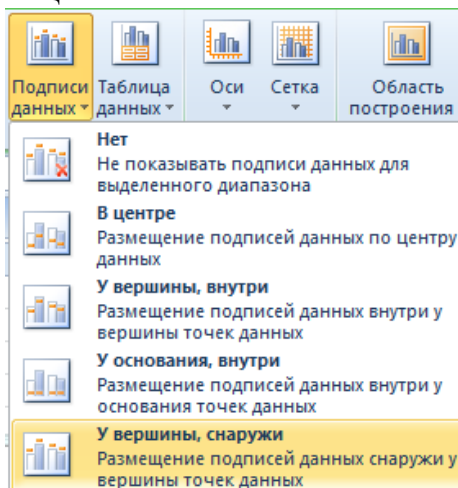 Подписи Таблица Оси Сетка Область
данных данных построения
Нет
Не показывать подписи данных для
выделенного диапазона
В центре
Размещение подписей данных по центру
данных
У вершины, внутри
Размещение подписей данных внутри у
вершины точек данных
У основания, внутри
Размещение подписей данных внутри у
основания точек данных
У вершины, снаружи
Размещение подписей данных снаружи у
вершины точек данных